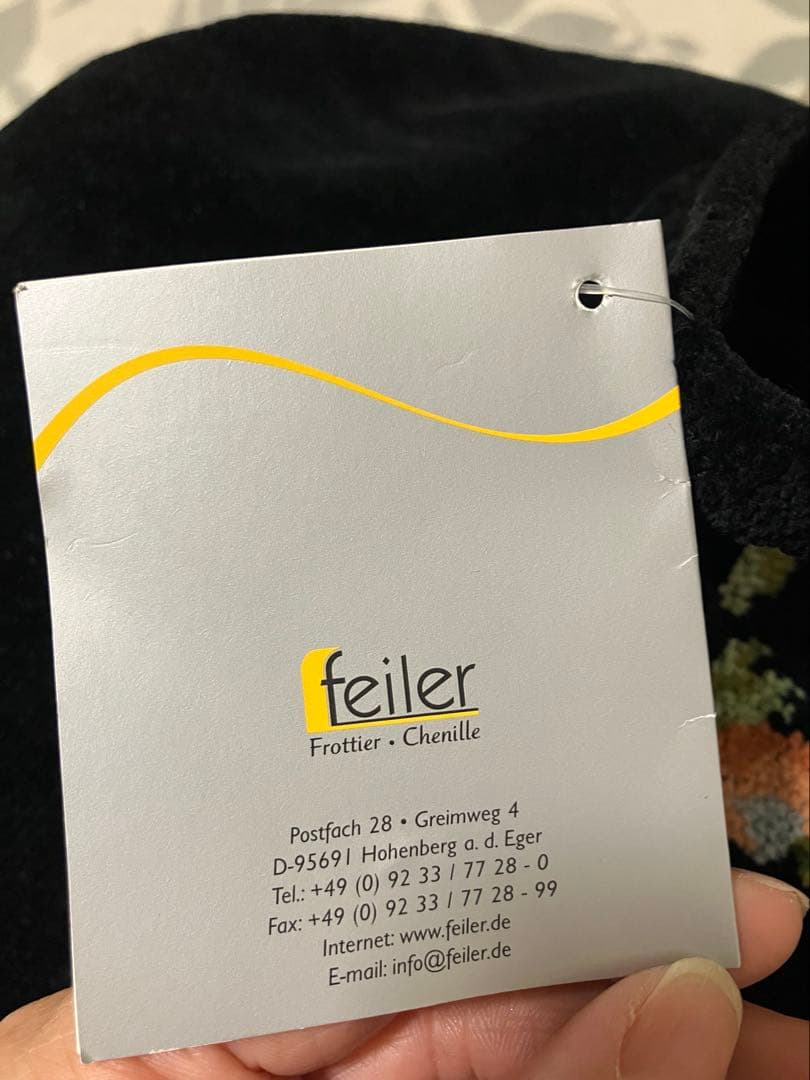 feiler
Frottier • Chenille
Postfach 28 • Greimweg 4
D-95691 Hohenberg a. d. Eger
Tel.: +49 (0) 92 33 / 77 28 - 0
Fax: +49 (0) 92 33 / 77 28 - 99
Internet: www.feiler.de
E-mail: info@feiler.de